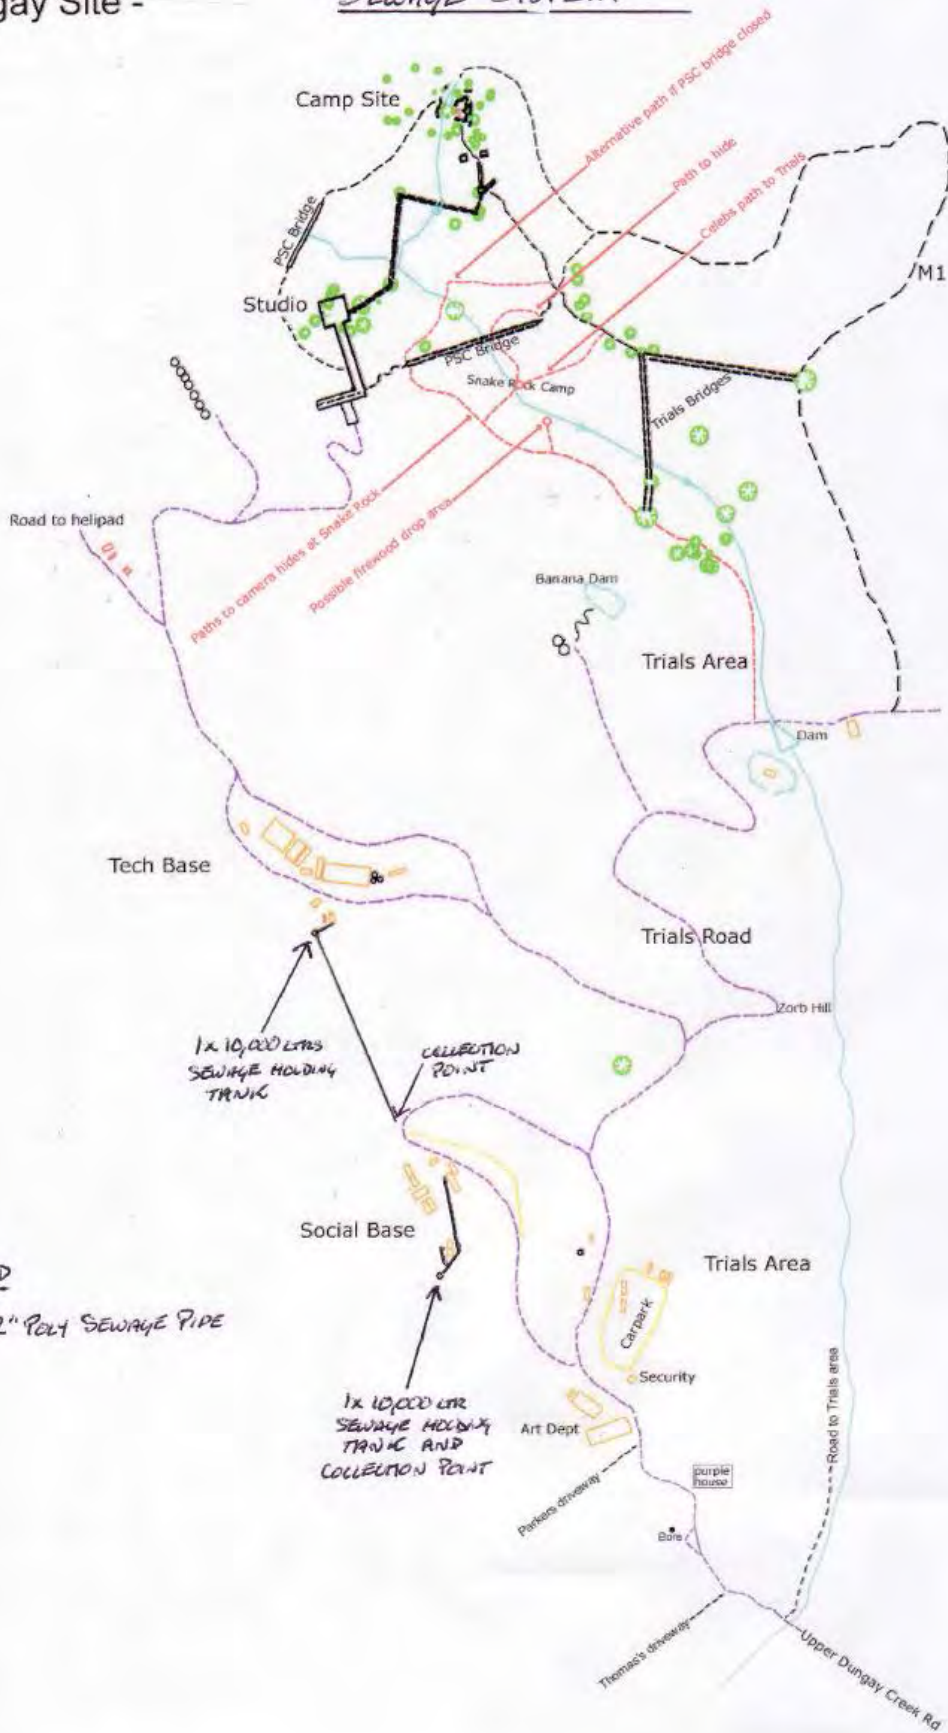 gay Site -
SEWAGE SYSTEM
Camp Site
Alternative path if PSC bridge closed
Path to hide
Celebs path to Trials
PSC Bridge
M1
Studio
PSC Bridge
Snake Rock Camp
Trials Bridges
Road to helipad
Paths to camera hides at Snake Rock
Possible firewood drop area
Banana Dam
Trials Area
Dam
Tech Base
Trials Road
Zorb Hill
1x 10,000 LTRS
SEWAGE HOLDING
TANK
COLLECTION
POINT
Social Base
Trials Area
2" POLY SEWAGE PIPE
Carpark
Security
1x 10,000 LTR
SEWAGE HOLDING
TANK AND
COLLECTION POINT
Art Dept
Road to Trials area
purple
house
Parkers driveway
Bore
Thomas's driveway
Upper Dungay Creek Rd